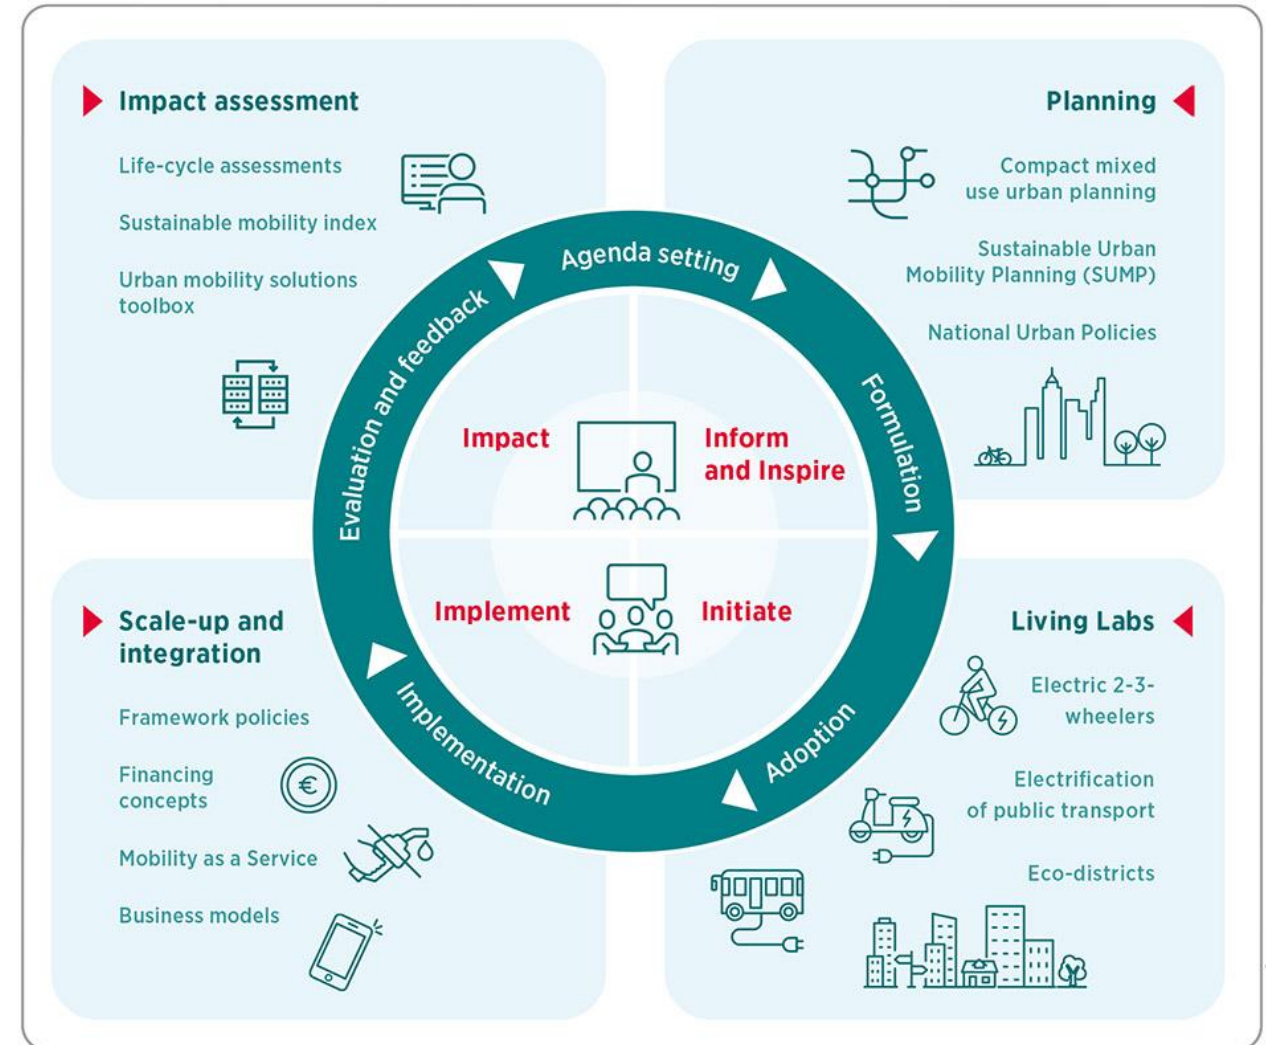 Impact assessment
Life-cycle assessments
Sustainable mobility index
Urban mobility solutions
toolbox
Planning
Compact mixed
use urban planning
Sustainable Urban
Mobility Planning (SUMP)
National Urban Policies
Agenda setting
Formulation
Adoption
Implementation
Evaluation and feedback
Impact
Inform
and Inspire
Implement
Initiate
Scale-up and
integration
Framework policies
Financing
concepts
€
Mobility as a Service
Business models
Living Labs
Electric 2-3-
wheelers
Electrification
of public transport
Eco-districts